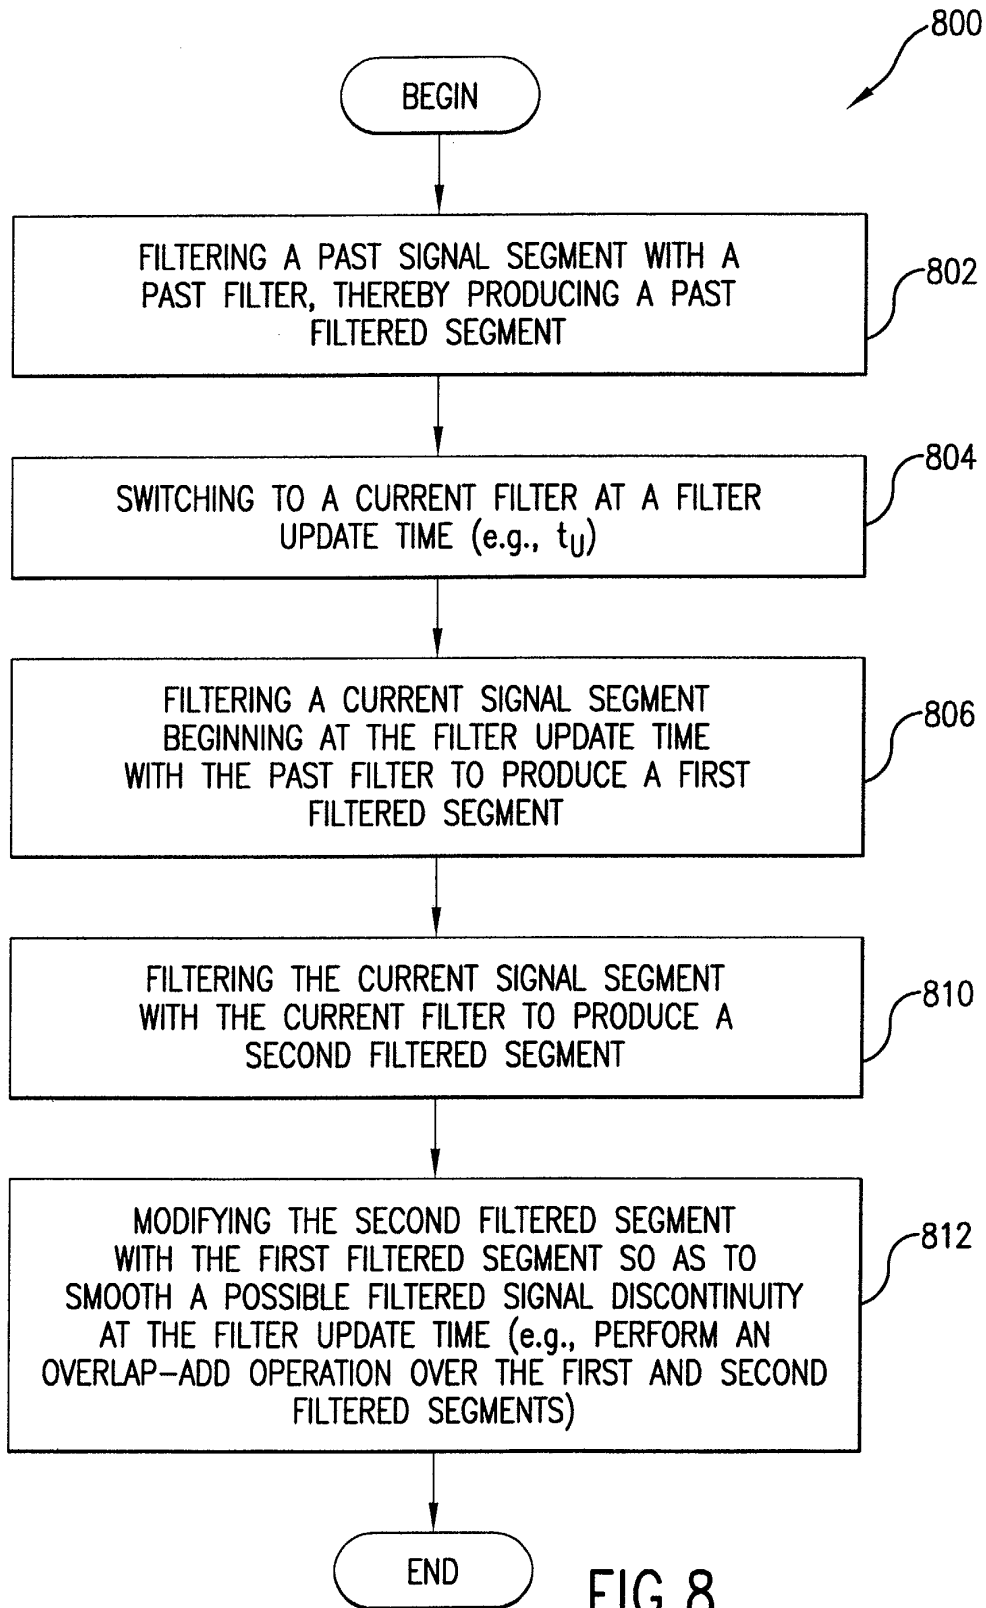 800
BEGIN
FILTERING A PAST SIGNAL SEGMENT WITH A
PAST FILTER, THEREBY PRODUCING A PAST
FILTERED SEGMENT
802
SWITCHING TO A CURRENT FILTER AT A FILTER
UPDATE TIME (e.g., tU)
804
FILTERING A CURRENT SIGNAL SEGMENT
BEGINNING AT THE FILTER UPDATE TIME
WITH THE PAST FILTER TO PRODUCE A FIRST
FILTERED SEGMENT
806
FILTERING THE CURRENT SIGNAL SEGMENT
WITH THE CURRENT FILTER TO PRODUCE A
SECOND FILTERED SEGMENT
810
MODIFYING THE SECOND FILTERED SEGMENT
WITH THE FIRST FILTERED SEGMENT SO AS TO
SMOOTH A POSSIBLE FILTERED SIGNAL DISCONTINUITY
AT THE FILTER UPDATE TIME (e.g., PERFORM AN
OVERLAP-ADD OPERATION OVER THE FIRST AND SECOND
FILTERED SEGMENTS)
812
END
FIG.8